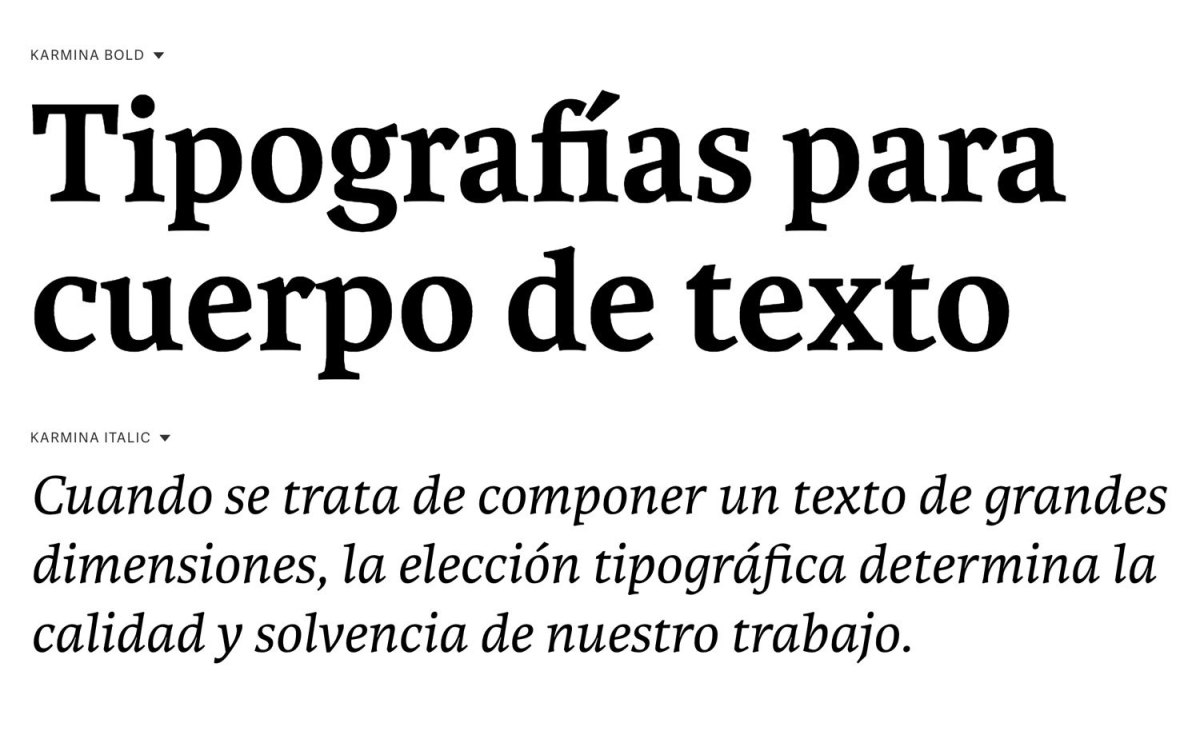 KARMINA BOLD
Tipografías para
cuerpo de texto
KARMINA ITALIC
Cuando se trata de componer un texto de grandes
dimensiones, la elección tipográfica determina la
calidad y solvencia de nuestro trabajo.